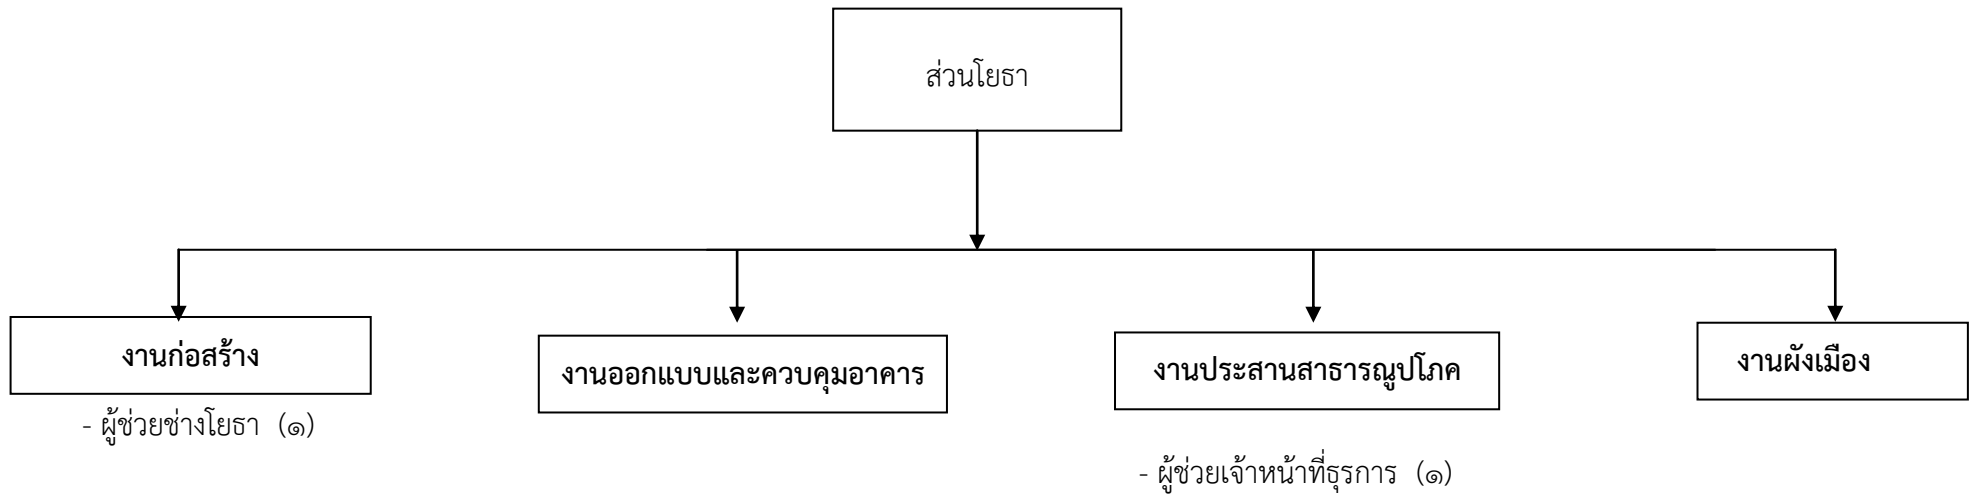 ส่วนโยธา
งานก่อสร้าง
งานออกแบบและควบคุมอาคาร
งานประสานสาธารณูปโภค
งานผังเมือง
- ผู้ช่วยช่างโยธา (๑)
- ผู้ช่วยเจ้าหน้าที่ธุรการ (๑)